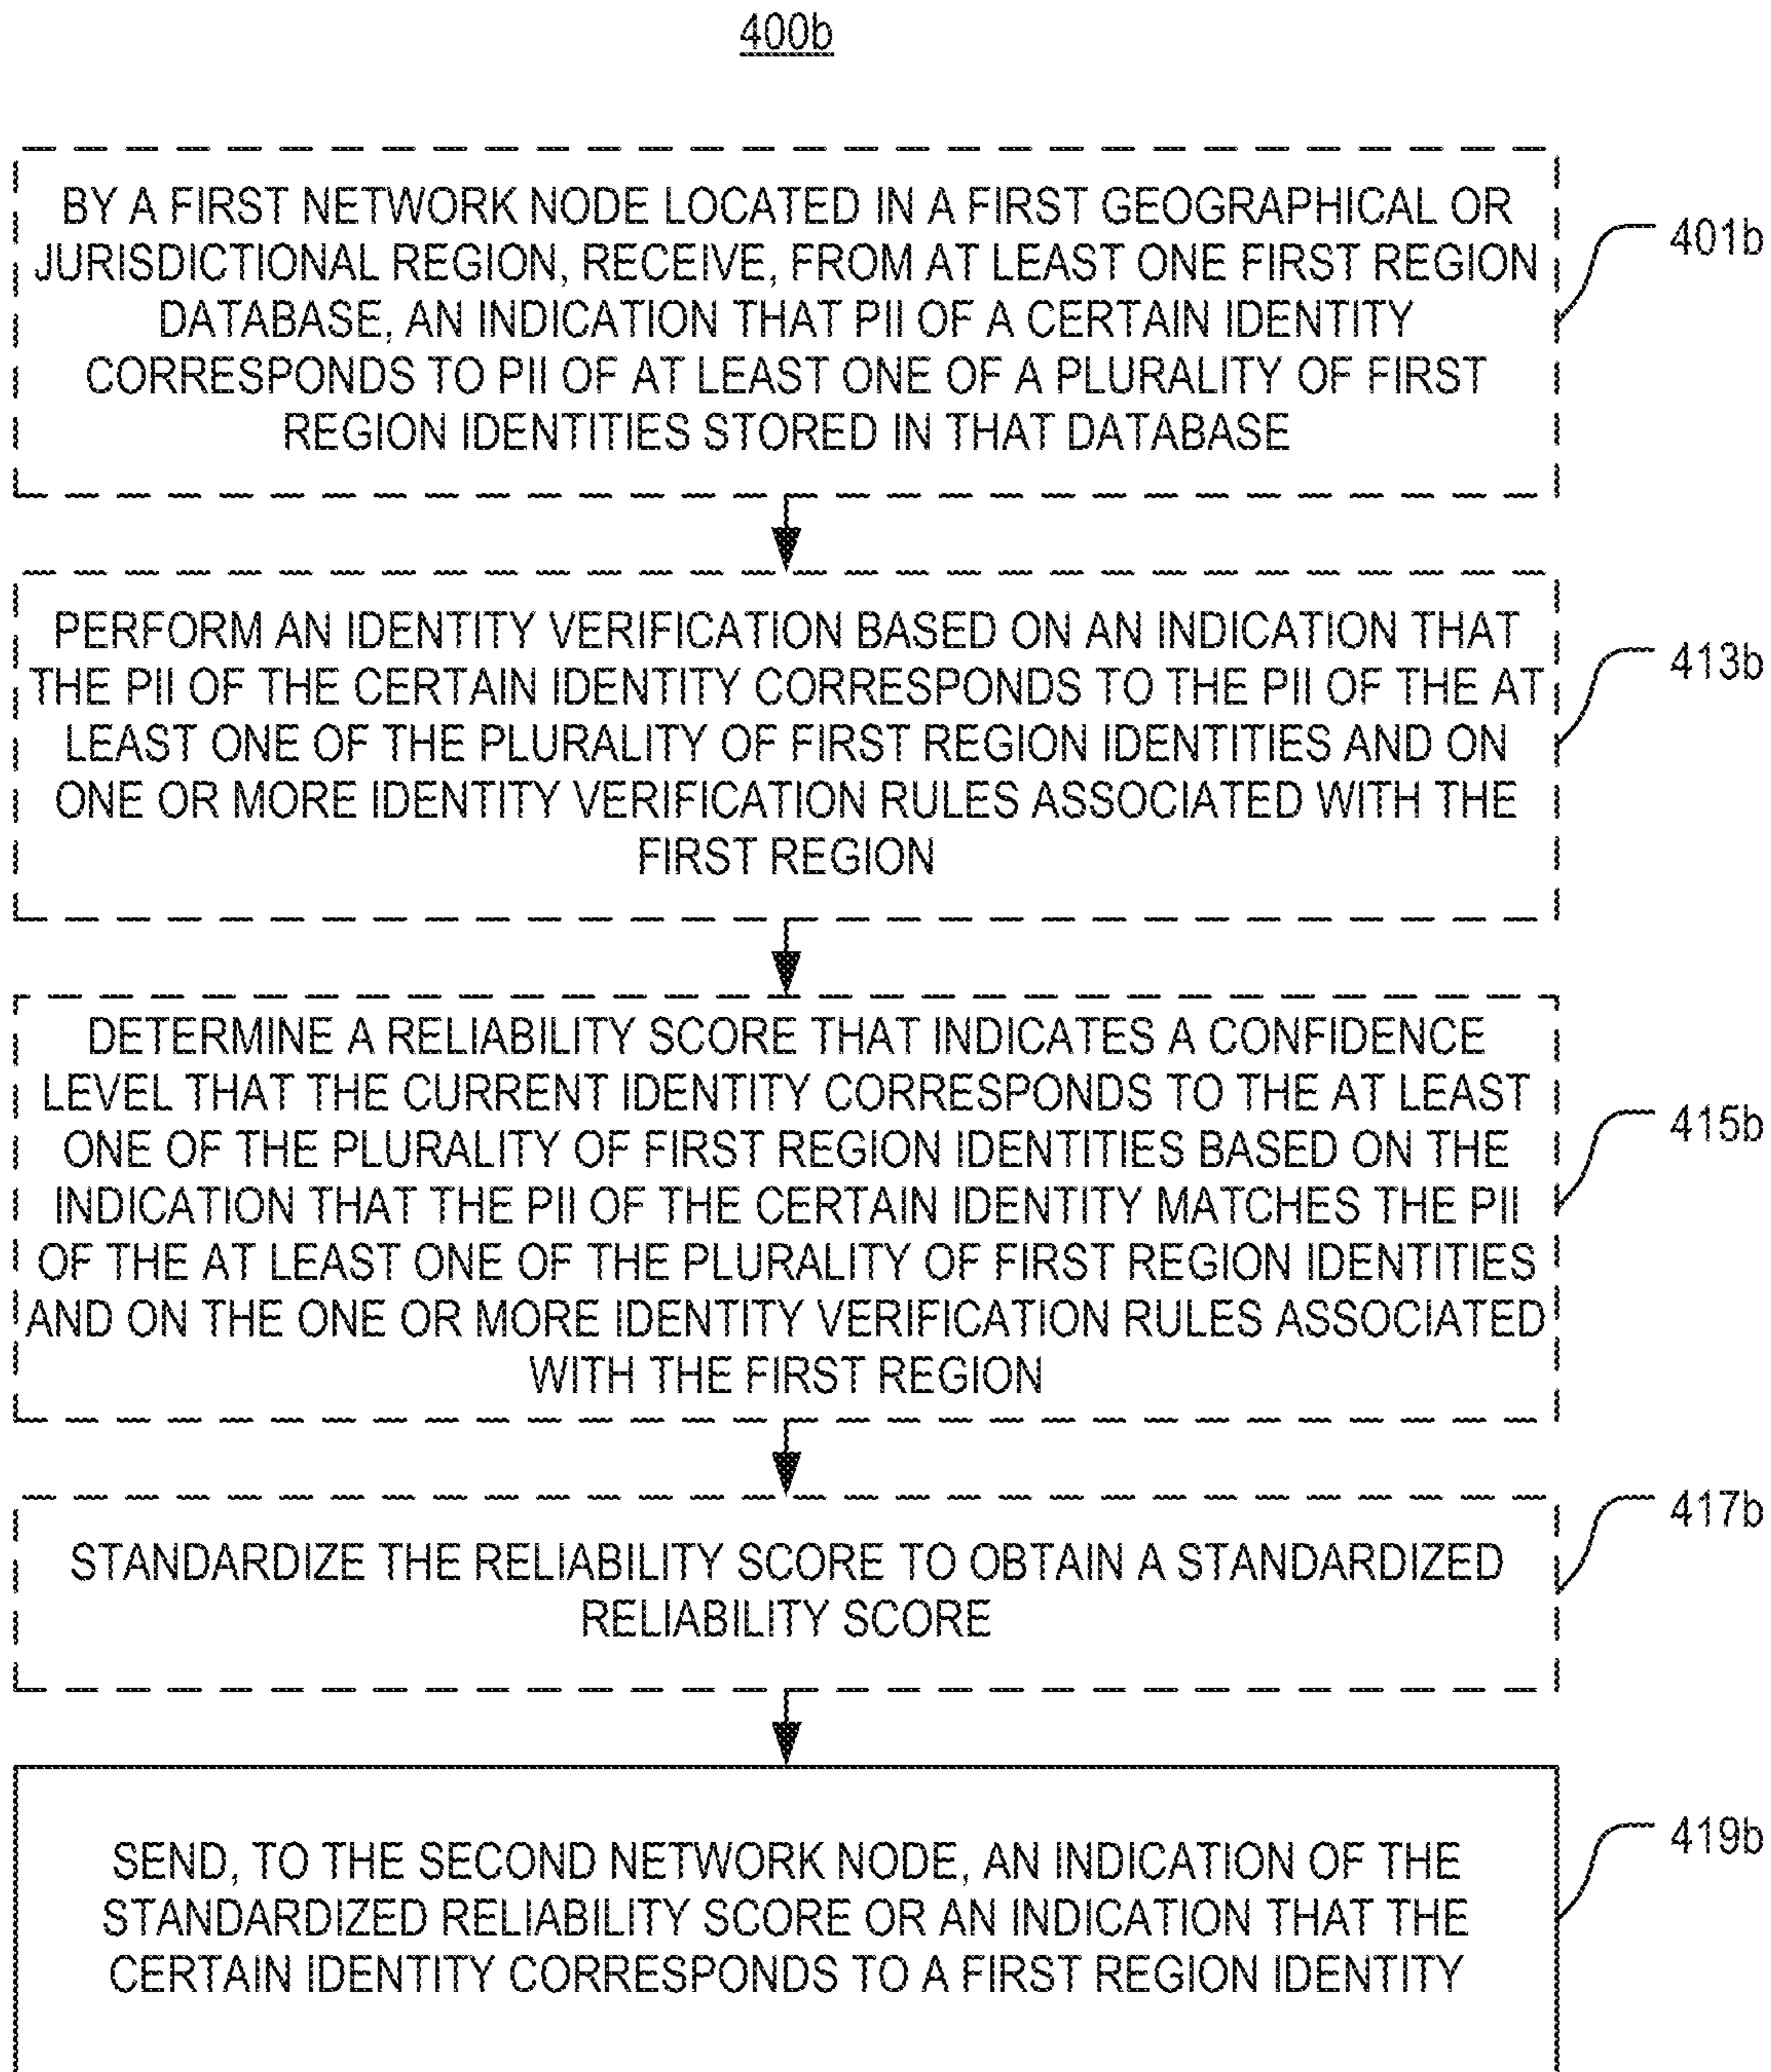 400b
BY A FIRST NETWORK NODE LOCATED IN A FIRST GEOGRAPHICAL OR
JURISDICTIONAL REGION, RECEIVE, FROM AT LEAST ONE FIRST REGION
DATABASE, AN INDICATION THAT PII OF A CERTAIN IDENTITY
CORRESPONDS TO PII OF AT LEAST ONE OF A PLURALITY OF FIRST
REGION IDENTITIES STORED IN THAT DATABASE
401b
PERFORM AN IDENTITY VERIFICATION BASED ON AN INDICATION THAT
THE PII OF THE CERTAIN IDENTITY CORRESPONDS TO THE PII OF THE AT
LEAST ONE OF THE PLURALITY OF FIRST REGION IDENTITIES AND ON
ONE OR MORE IDENTITY VERIFICATION RULES ASSOCIATED WITH THE
FIRST REGION
413b
DETERMINE A RELIABILITY SCORE THAT INDICATES A CONFIDENCE
LEVEL THAT THE CURRENT IDENTITY CORRESPONDS TO THE AT LEAST
ONE OF THE PLURALITY OF FIRST REGION IDENTITIES BASED ON THE
INDICATION THAT THE PII OF THE CERTAIN IDENTITY MATCHES THE PII
OF THE AT LEAST ONE OF THE PLURALITY OF FIRST REGION IDENTITIES
AND ON THE ONE OR MORE IDENTITY VERIFICATION RULES ASSOCIATED
WITH THE FIRST REGION
415b
STANDARDIZE THE RELIABILITY SCORE TO OBTAIN A STANDARDIZED
RELIABILITY SCORE
417b
SEND, TO THE SECOND NETWORK NODE, AN INDICATION OF THE
STANDARDIZED RELIABILITY SCORE OR AN INDICATION THAT THE
CERTAIN IDENTITY CORRESPONDS TO A FIRST REGION IDENTITY
419b